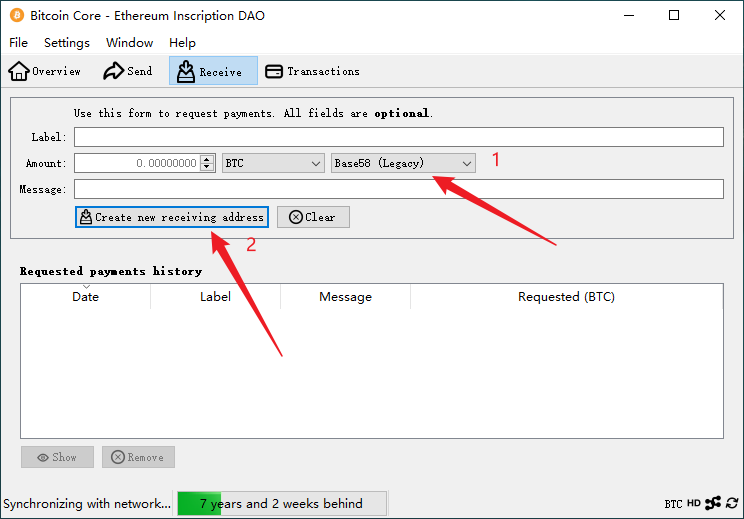 Bitcoin Core - Ethereum Inscription DAO
File Settings Window Help
Overview Send Receive Transactions
Use this form to request payments. All fields are optional.
Label:
Amount: 0.00000000 BTC Base58 (Legacy) 1
Message:
Create new receiving address Clear
2
Requested payments history
Date Label Message Requested (BTC)
Show Remove
Synchronizing with network... 7 years and 2 weeks behind BTC HD